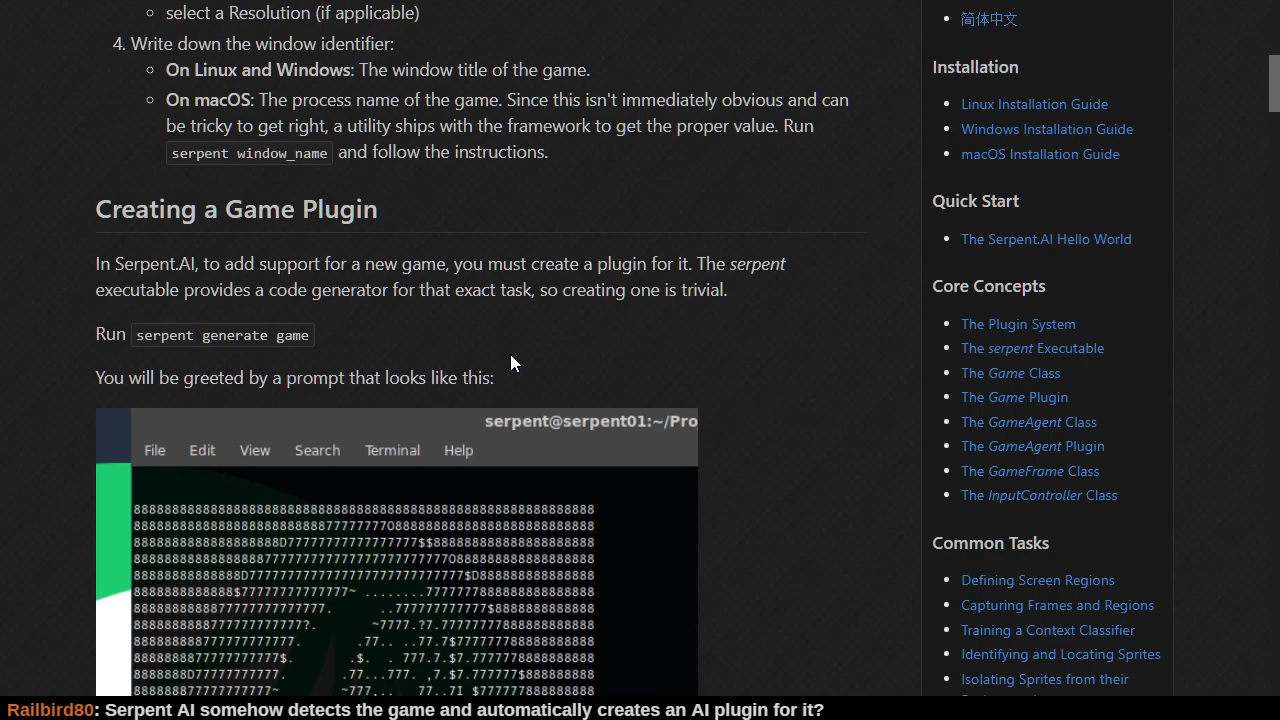 select a Resolution (if applicable)
4. Write down the window identifier:
On Linux and Windows: The window title of the game.
On macOS: The process name of the game. Since this isn't immediately obvious and can
be tricky to get right, a utility ships with the framework to get the proper value. Run
serpent window_name and follow the instructions.
Creating a Game Plugin
In Serpent.AI, to add support for a new game, you must create a plugin for it. The serpent
executable provides a code generator for that exact task, so creating one is trivial.
Run serpent generate game
You will be greeted by a prompt that looks like this:
serpent@serpent01:~/Pro
File Edit View Search Terminal Help
简体中文
Installation
Linux Installation Guide
Windows Installation Guide
macOS Installation Guide
Quick Start
The Serpent.AI Hello World
Core Concepts
The Plugin System
The serpent Executable
The Game Class
The Game Plugin
The GameAgent Class
The GameAgent Plugin
The GameFrame Class
The InputController Class
Common Tasks
Defining Screen Regions
Capturing Frames and Regions
Training a Context Classifier
Identifying and Locating Sprites
Isolating Sprites from their
Railbird80: Serpent AI somehow detects the game and automatically creates an AI plugin for it?